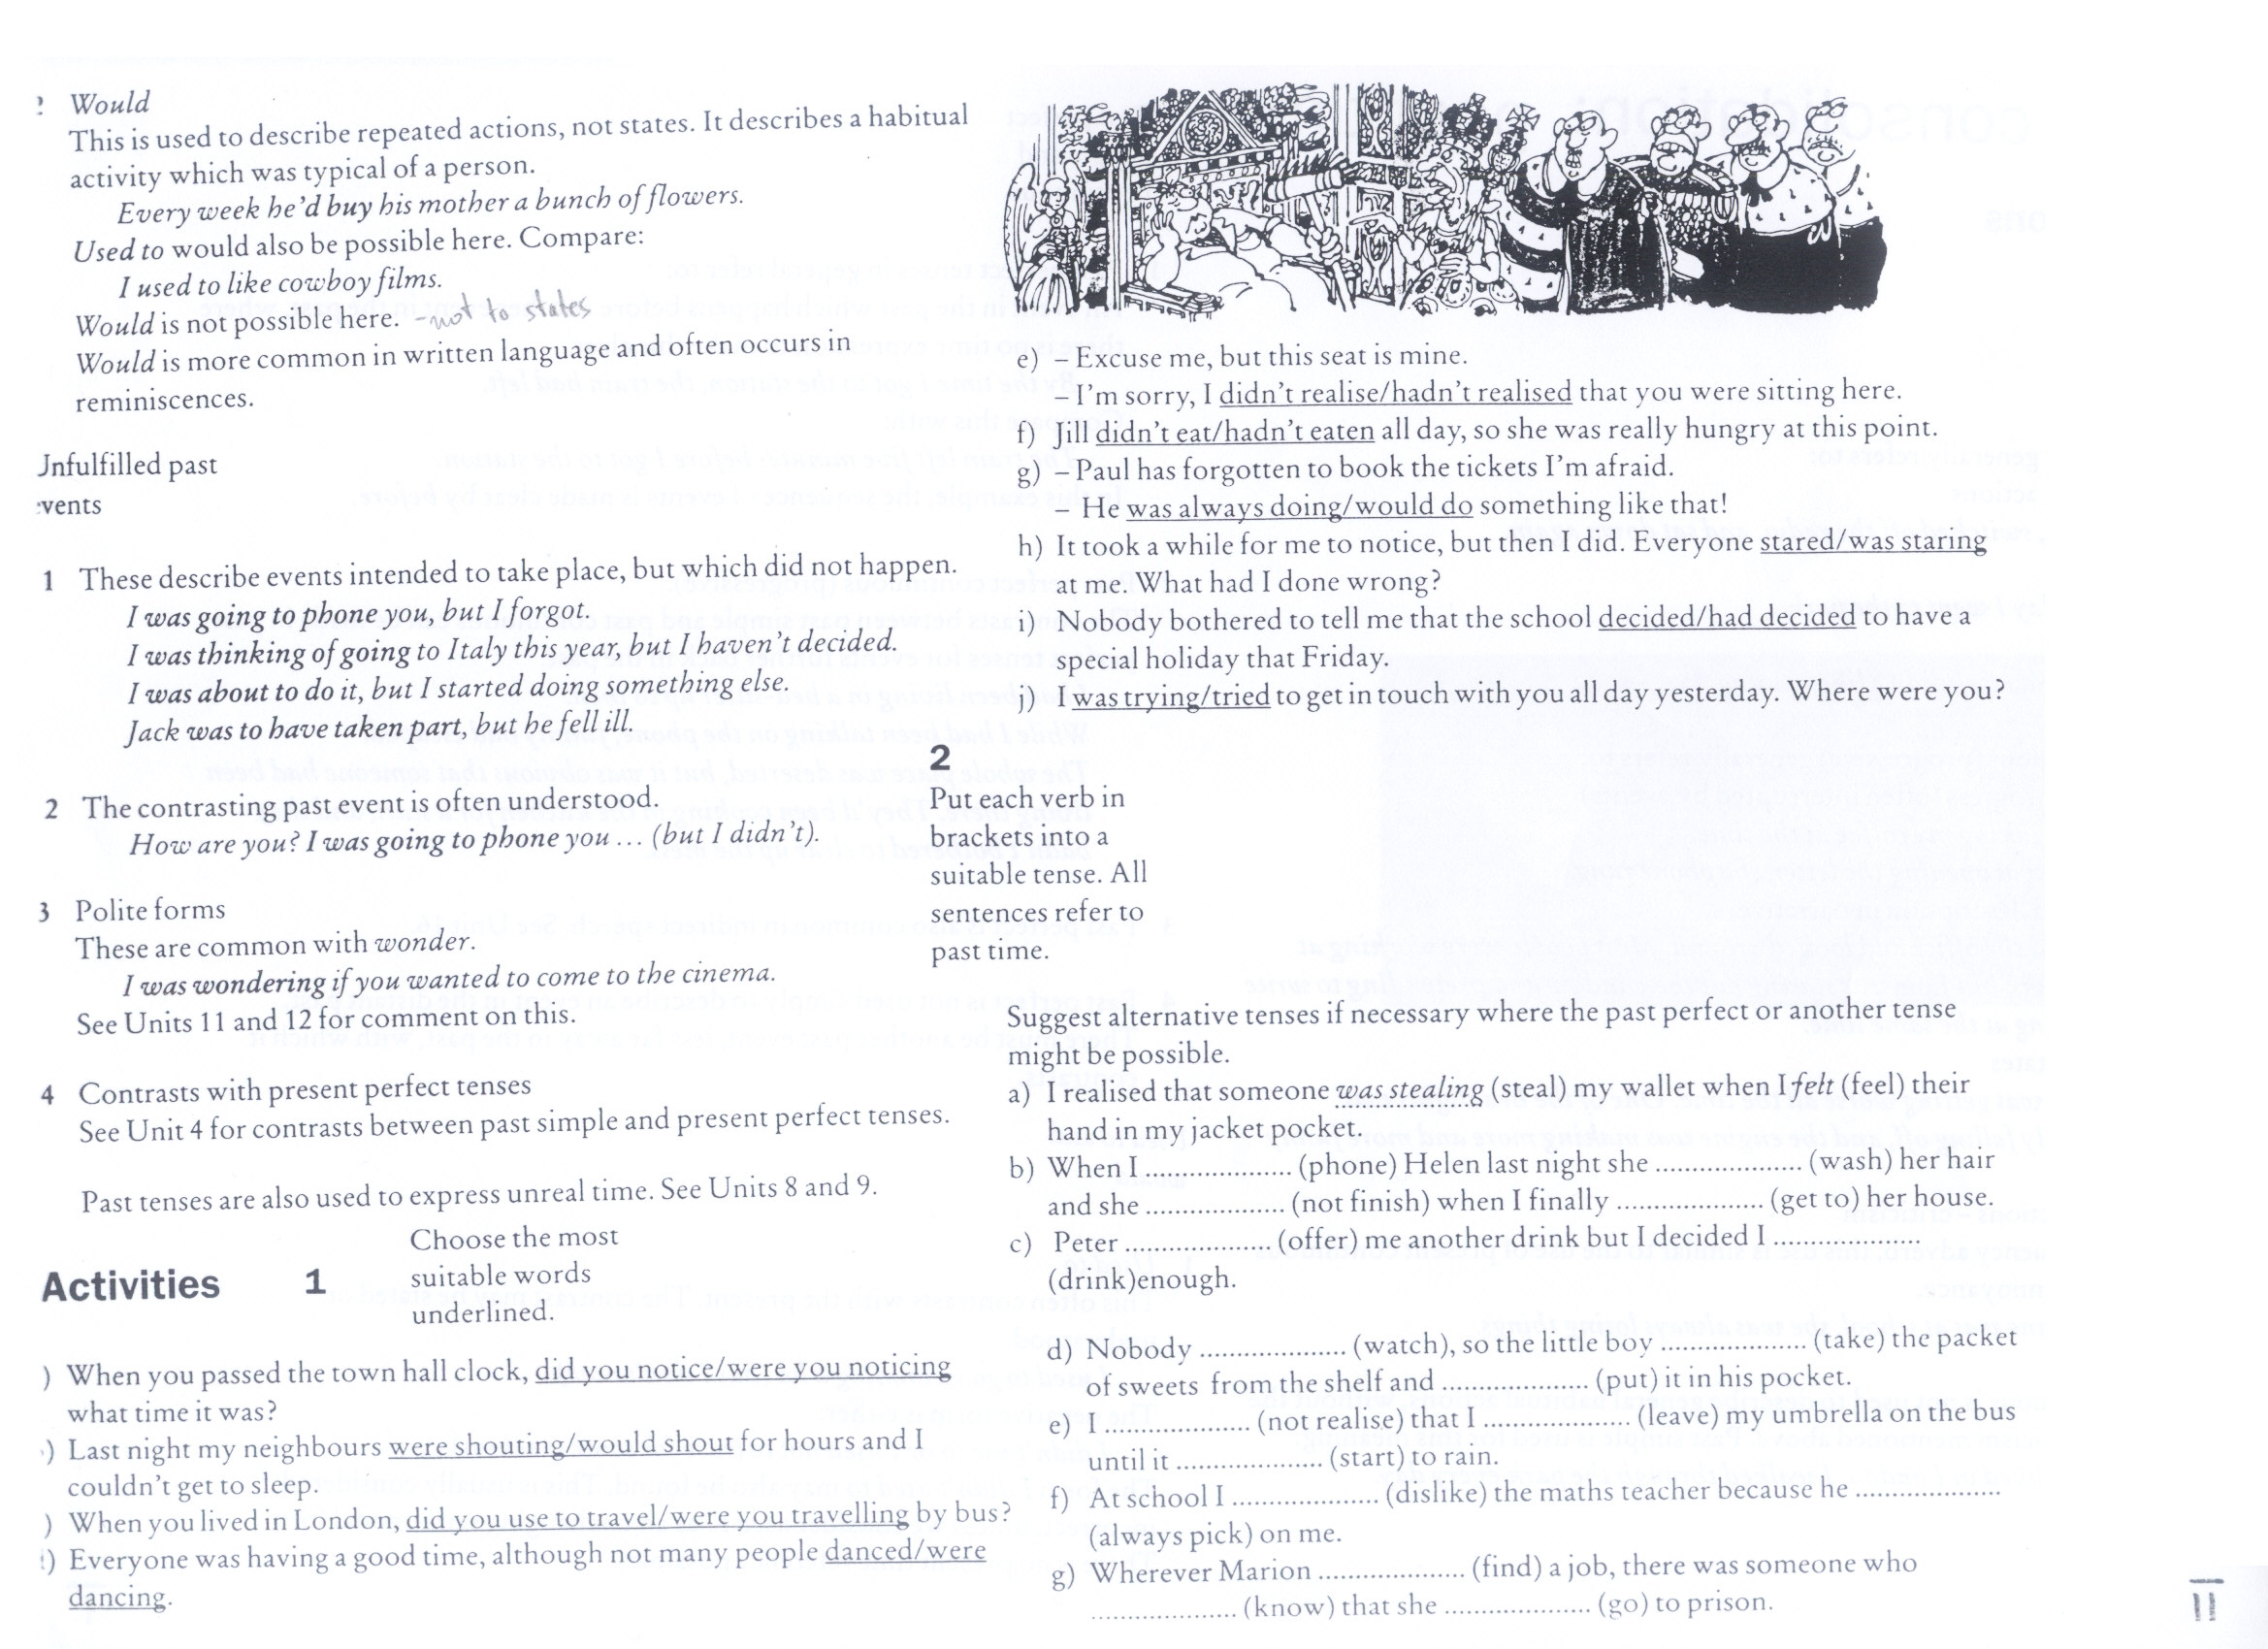 Would
This is used to describe repeated actions, not states. It describes a habitual
activity which was typical of a person.
Every week he'd buy his mother a bunch of flowers.
Used to would also be possible here. Compare:
I used to like cowboy films.
Would is not possible here. - not to states
Would is more common in written language and often occurs in
reminiscences.
Unfulfilled past
events
1 These describe events intended to take place, but which did not happen.
I was going to phone you, but I forgot.
I was thinking of going to Italy this year, but I haven't decided.
I was about to do it, but I started doing something else.
Jack was to have taken part, but he fell ill.
2 The contrasting past event is often understood.
How are you? I was going to phone you ... (but I didn't).
3 Polite forms
These are common with wonder.
I was wondering if you wanted to come to the cinema.
See Units 11 and 12 for comment on this.
4 Contrasts with present perfect tenses
See Unit 4 for contrasts between past simple and present perfect tenses.
Past tenses are also used to express unreal time. See Units 8 and 9.
Activities 1
Choose the most
suitable words
underlined.
) When you passed the town hall clock, did you notice/were you noticing
what time it was?
) Last night my neighbours were shouting/would shout for hours and I
couldn't get to sleep.
) When you lived in London, did you use to travel/were you travelling by bus?
) Everyone was having a good time, although not many people danced/were
dancing.
e) – Excuse me, but this seat is mine.
– I'm sorry, I didn't realise/hadn't realised that you were sitting here.
f) Jill didn't eat/hadn't eaten all day, so she was really hungry at this point.
g) – Paul has forgotten to book the tickets I'm afraid.
– He was always doing/would do something like that!
h) It took a while for me to notice, but then I did. Everyone stared/was staring
at me. What had I done wrong?
i) Nobody bothered to tell me that the school decided/had decided to have a
special holiday that Friday.
j) I was trying/tried to get in touch with you all day yesterday. Where were you?
2
Put each verb in
brackets into a
suitable tense. All
sentences refer to
past time.
Suggest alternative tenses if necessary where the past perfect or another tense
might be possible.
a) I realised that someone was stealing (steal) my wallet when I felt (feel) their
hand in my jacket pocket.
b) When I .................... (phone) Helen last night she .................... (wash) her hair
and she .................... (not finish) when I finally .................... (get to) her house.
c) Peter .................... (offer) me another drink but I decided I ....................
(drink)enough.
d) Nobody .................... (watch), so the little boy .................... (take) the packet
of sweets from the shelf and .................... (put) it in his pocket.
e) I .................... (not realise) that I .................... (leave) my umbrella on the bus
until it .................... (start) to rain.
f) At school I .................... (dislike) the maths teacher because he ....................
(always pick) on me.
g) Wherever Marion .................... (find) a job, there was someone who
.................... (know) that she .................... (go) to prison.
11